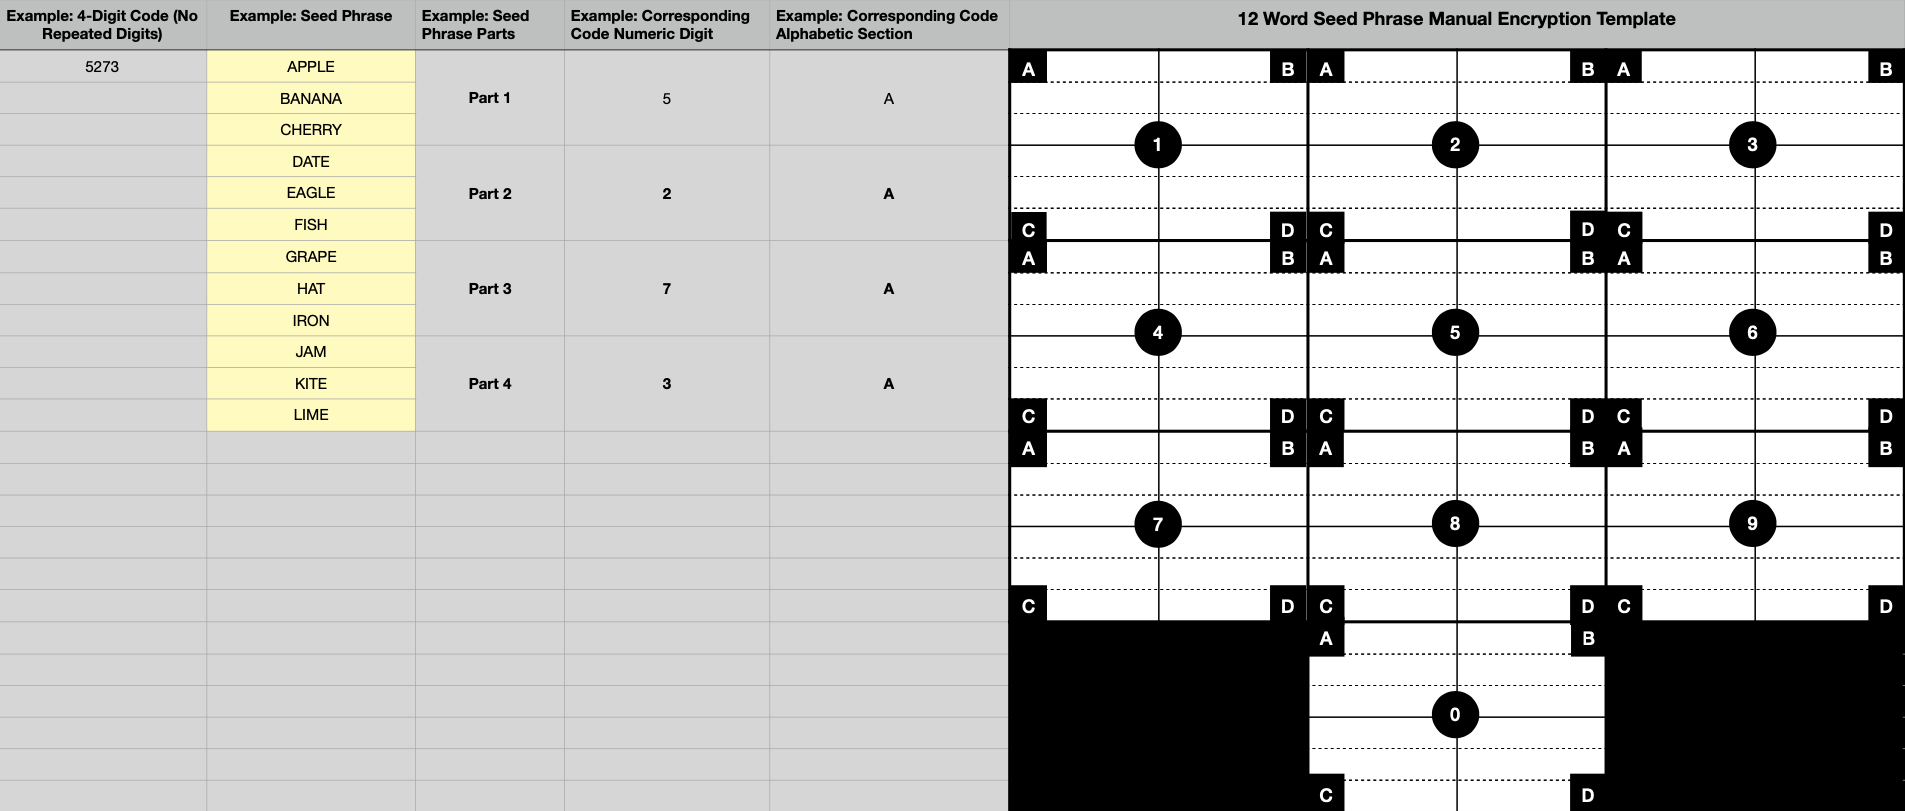 Example: 4-Digit Code (No
Repeated Digits)
Example: Seed Phrase
Example: Seed
Phrase Parts
Example: Corresponding
Code Numeric Digit
Example: Corresponding Code
Alphabetic Section
12 Word Seed Phrase Manual Encryption Template
5273
APPLE
BANANA
CHERRY
Part 1
5
A
DATE
EAGLE
FISH
Part 2
2
A
GRAPE
HAT
IRON
Part 3
7
A
JAM
KITE
LIME
Part 4
3
A
A B A B A B
1 2 3
C D C D C D
A B A B A B
4 5 6
C D C D C D
A B A B A B
7 8 9
C D C D C D
A B
0
C D